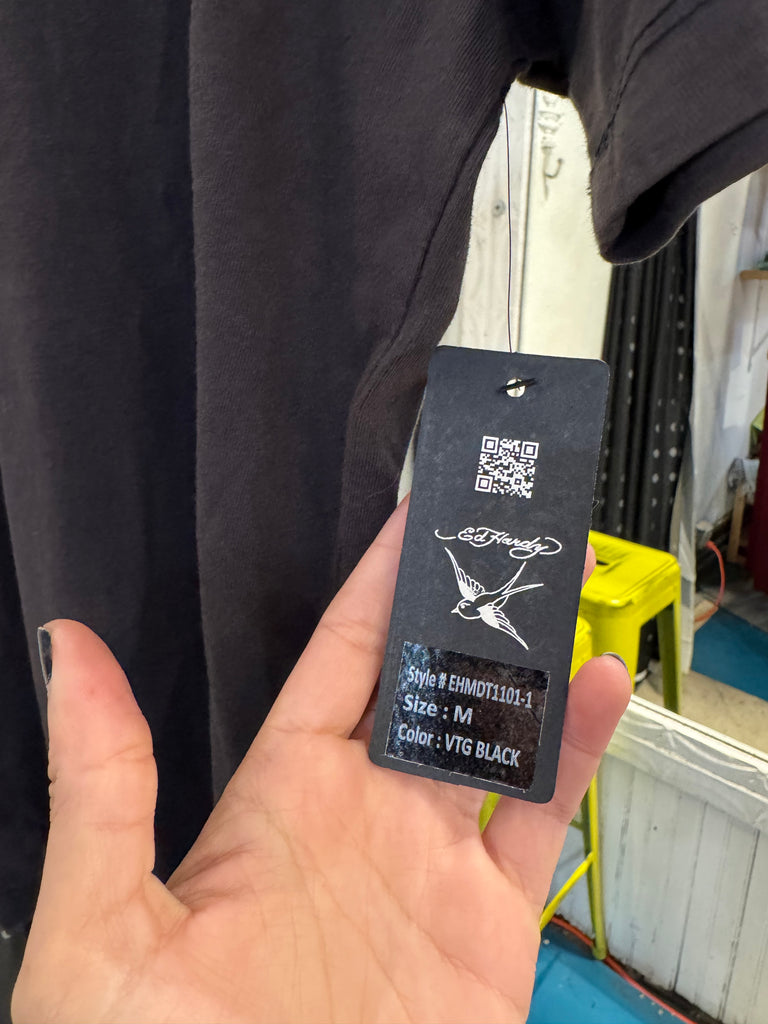 Ed Hardy
Style # EHMDT1101-1
Size : M
Color : VTG BLACK